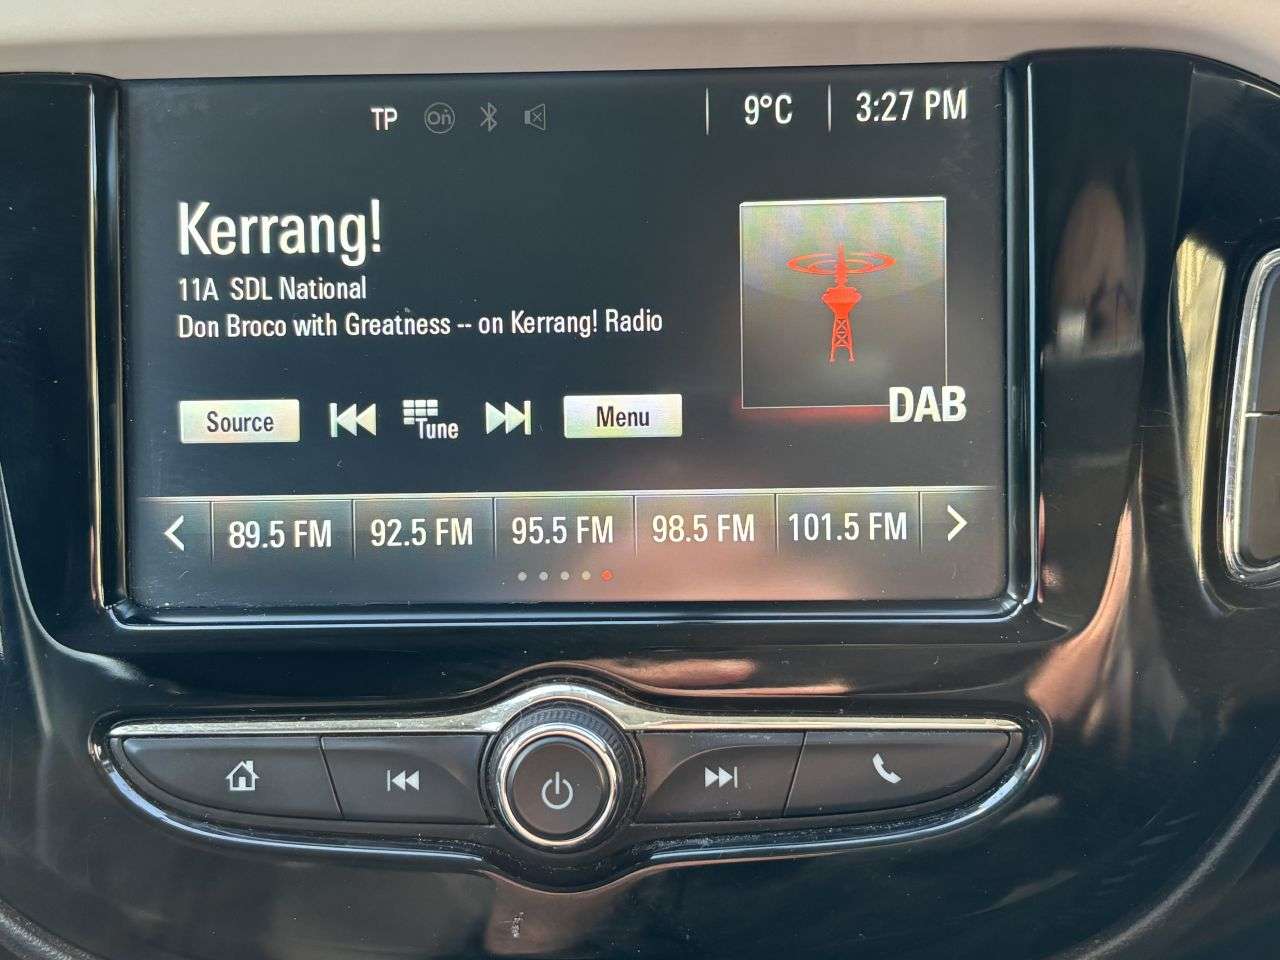 TP On 9°C 3:27 PM
Kerrang!
11A SDL National
Don Broco with Greatness -- on Kerrang! Radio
DAB
Source Tune Menu
89.5 FM 92.5 FM 95.5 FM 98.5 FM 101.5 FM